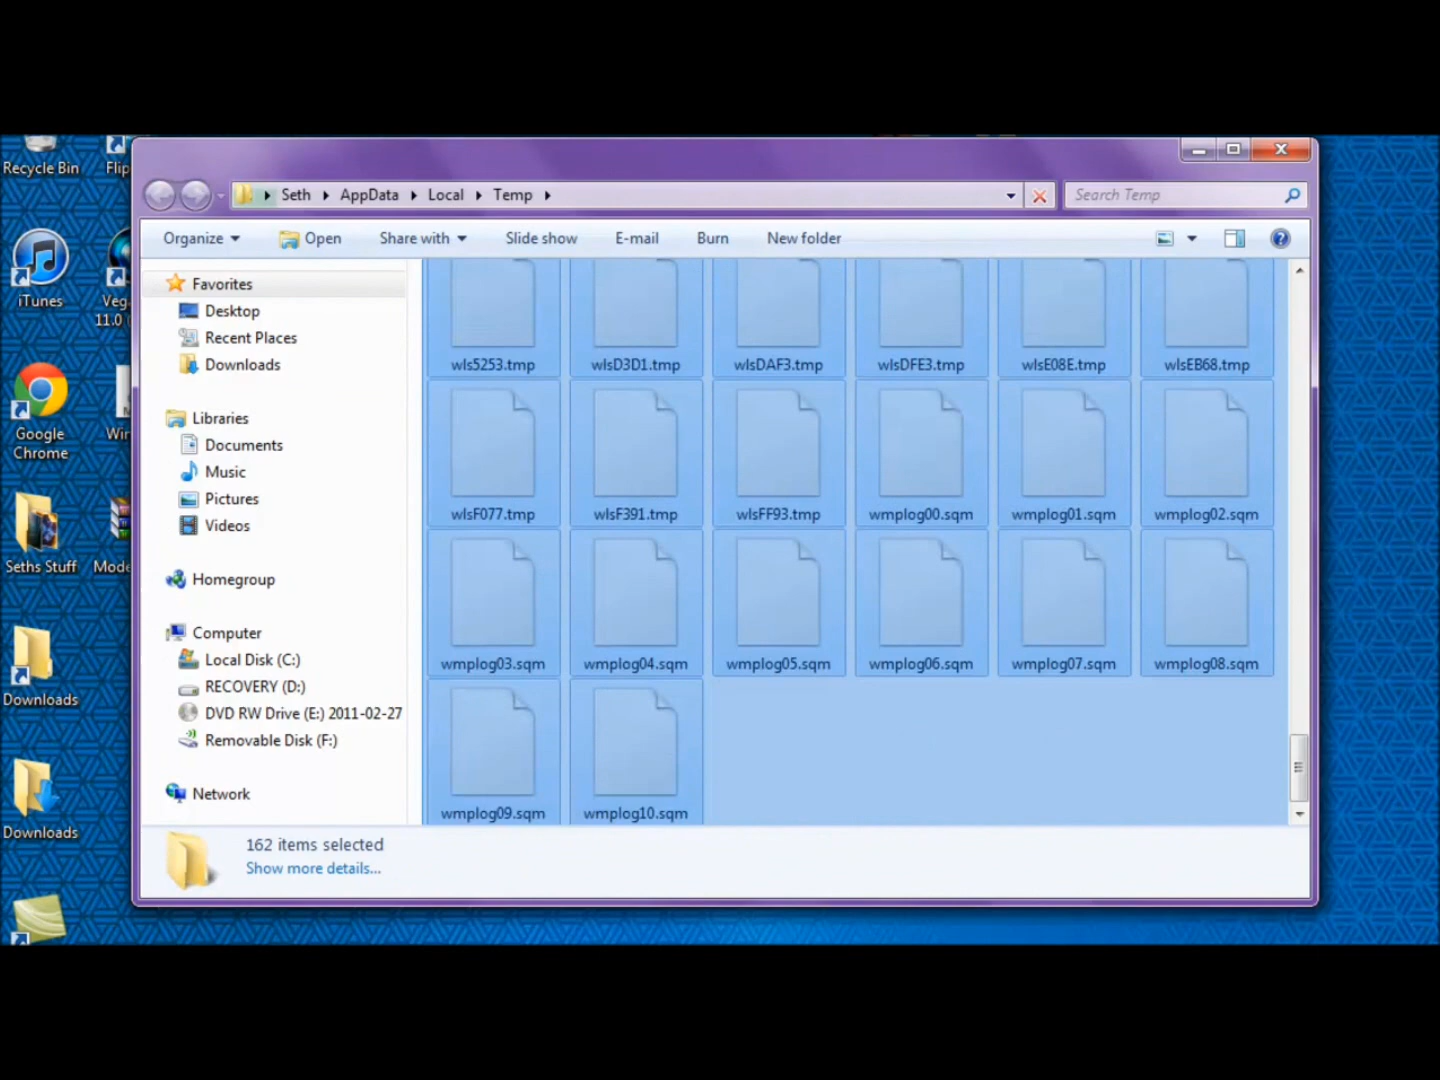 Recycle Bin
Flip
iTunes
Veg
11.0
Google
Chrome
Win
Seths Stuff
Mode
Downloads
Downloads
Seth
AppData
Local
Temp
Search Temp
Organize
Open
Share with
Slide show
E-mail
Burn
New folder
Favorites
Desktop
Recent Places
Downloads
Libraries
Documents
Music
Pictures
Videos
Homegroup
Computer
Local Disk (C:)
RECOVERY (D:)
DVD RW Drive (E:) 2011-02-27
Removable Disk (F:)
Network
wls5253.tmp
wlsD3D1.tmp
wlsDAF3.tmp
wlsDFE3.tmp
wlsE08E.tmp
wlsEB68.tmp
wlsF077.tmp
wlsF391.tmp
wlsFF93.tmp
wmplog00.sqm
wmplog01.sqm
wmplog02.sqm
wmplog03.sqm
wmplog04.sqm
wmplog05.sqm
wmplog06.sqm
wmplog07.sqm
wmplog08.sqm
wmplog09.sqm
wmplog10.sqm
162 items selected
Show more details...